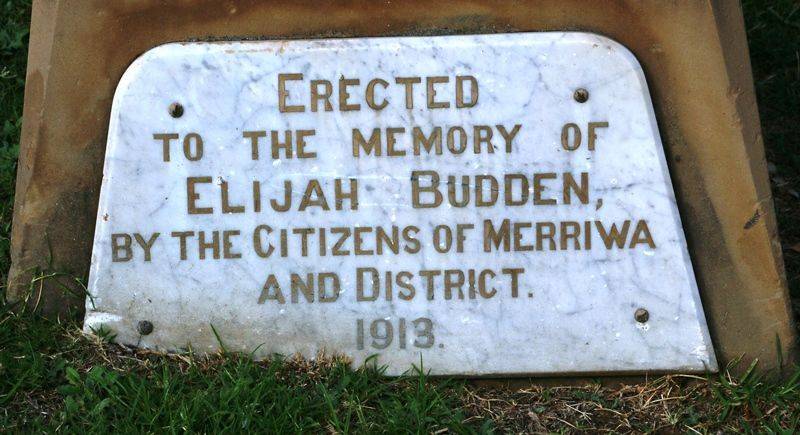 ERECTED
TO THE MEMORY OF
ELIJAH BUDDEN,
BY THE CITIZENS OF MERRIWA
AND DISTRICT.
1913.